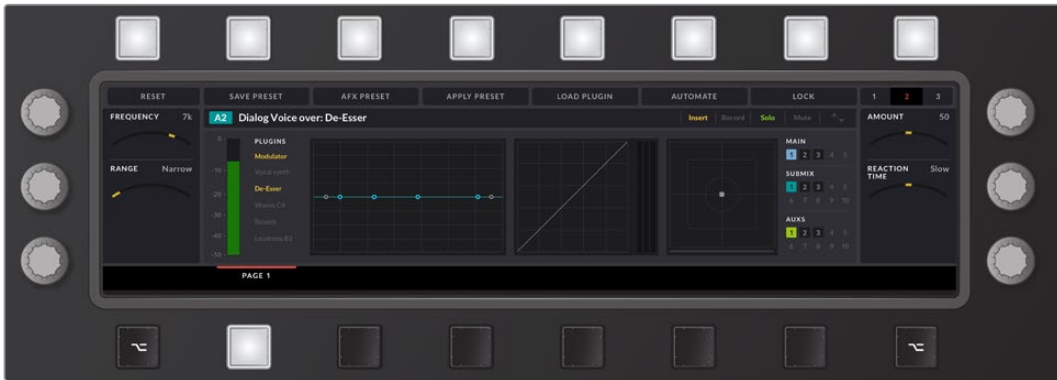 RESET
SAVE PRESET
AFX PRESET
APPLY PRESET
LOAD PLUGIN
AUTOMATE
LOCK
1 2 3
FREQUENCY 7k
A2 Dialog Voice over: De-Esser
Insert Record Solo Mute
AMOUNT 50
0
-10
-20
-30
-40
-50
PLUGINS
Modulator
Vocal synth
De-Esser
Waves C4
Reverb
Loudness B2
MAIN
1 2 3 4 5
SUBMIX
1 2 3 4 5
6 7 8 9 10
AUXS
1 2 3 4 5
6 7 8 9 10
RANGE Narrow
REACTION Slow
TIME
PAGE 1